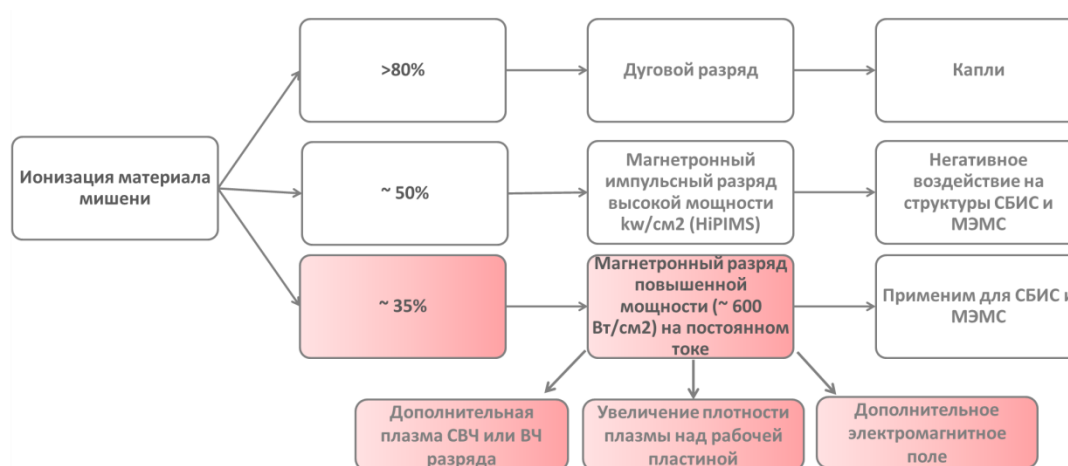 >80%
Дуговой разряд
Капли
Ионизация материала
мишени
~ 50%
Магнетронный
импульсный разряд
высокой мощности
kw/см2 (HiPIMS)
Негативное
воздействие на
структуры СБИС и
МЭМС
~ 35%
Магнетронный разряд
повышенной
мощности (~ 600
Вт/см2) на постоянном
токе
Применим для СБИС и
МЭМС
Дополнительная
плазма СВЧ или ВЧ
разряда
Увеличение плотности
плазмы над рабочей
пластиной
Дополнительное
электромагнитное
поле